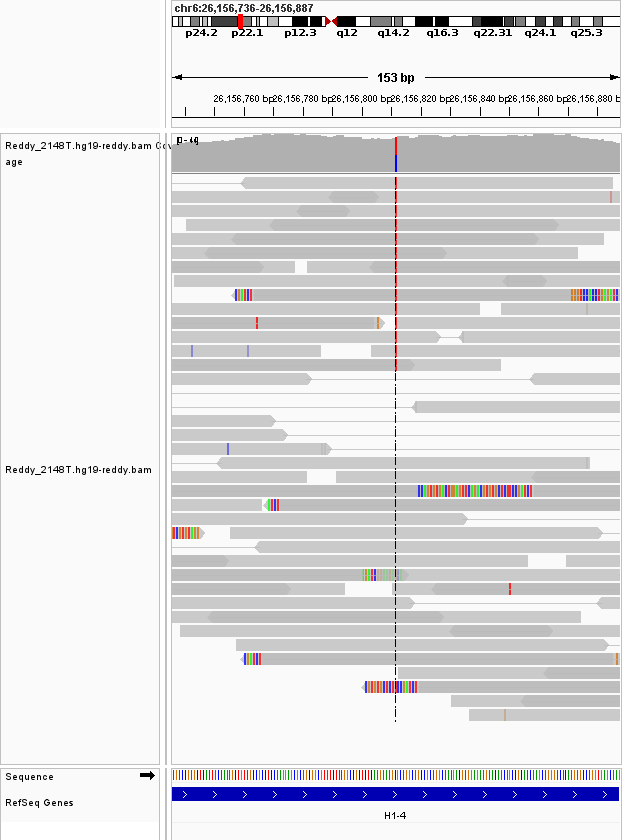 chr6:26,156,736-26,156,887
p24.2 p22.1 p12.3 q12 q14.2 q16.3 q22.31 q24.1 q25.3
153 bp
26,156,760 bp 26,156,780 bp 26,156,800 bp 26,156,820 bp 26,156,840 bp 26,156,860 bp 26,156,880 b
Reddy_2148T.hg19-reddy.bam Cov
age
Reddy_2148T.hg19-reddy.bam
Sequence
RefSeq Genes
H1-4